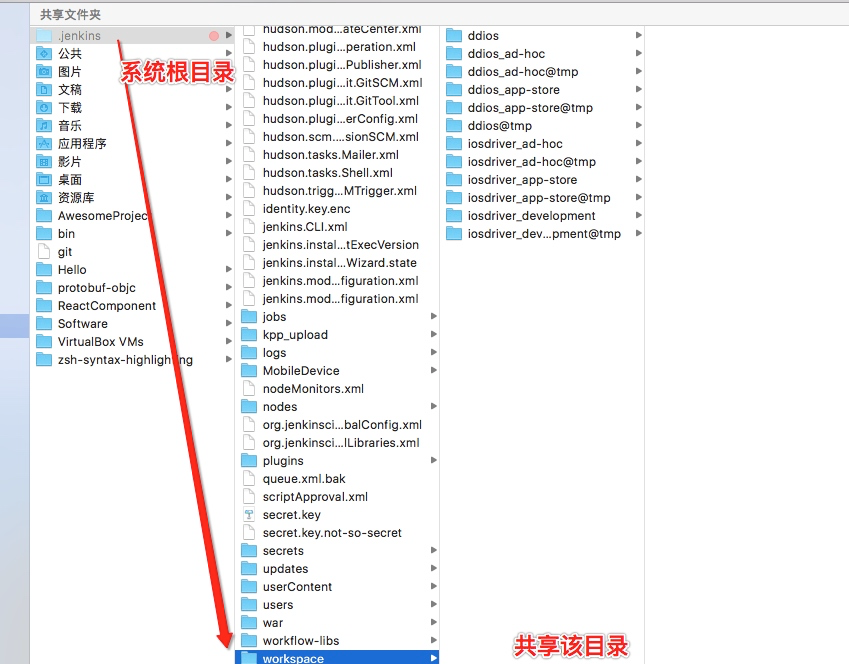 共享文件夹
.jenkins
公共
图片
文稿
下载
音乐
应用程序
影片
桌面
资源库
AwesomeProjec
bin
git
Hello
protobuf-objc
ReactComponent
Software
VirtualBox VMs
zsh-syntax-highlighting
系统根目录
hudson.mod...ateCenter.xml
hudson.plugi...peration.xml
hudson.plugi...Publisher.xml
hudson.plugi...it.GitSCM.xml
hudson.plugi...it.GitTool.xml
hudson.plugi...erConfig.xml
hudson.scm....sionSCM.xml
hudson.tasks.Mailer.xml
hudson.tasks.Shell.xml
hudson.trigg...MTrigger.xml
identity.key.enc
jenkins.CLI.xml
jenkins.instal...tExecVersion
jenkins.instal...Wizard.state
jenkins.mod...figuration.xml
jenkins.mod...figuration.xml
jobs
kpp_upload
logs
MobileDevice
nodeMonitors.xml
nodes
org.jenkinsci...balConfig.xml
org.jenkinsci...lLibraries.xml
plugins
queue.xml.bak
scriptApproval.xml
secret.key
secret.key.not-so-secret
secrets
updates
userContent
users
war
workflow-libs
workspace
ddios
ddios_ad-hoc
ddios_ad-hoc@tmp
ddios_app-store
ddios_app-store@tmp
ddios@tmp
iosdriver_ad-hoc
iosdriver_ad-hoc@tmp
iosdriver_app-store
iosdriver_app-store@tmp
iosdriver_development
iosdriver_dev...pment@tmp
共享该目录